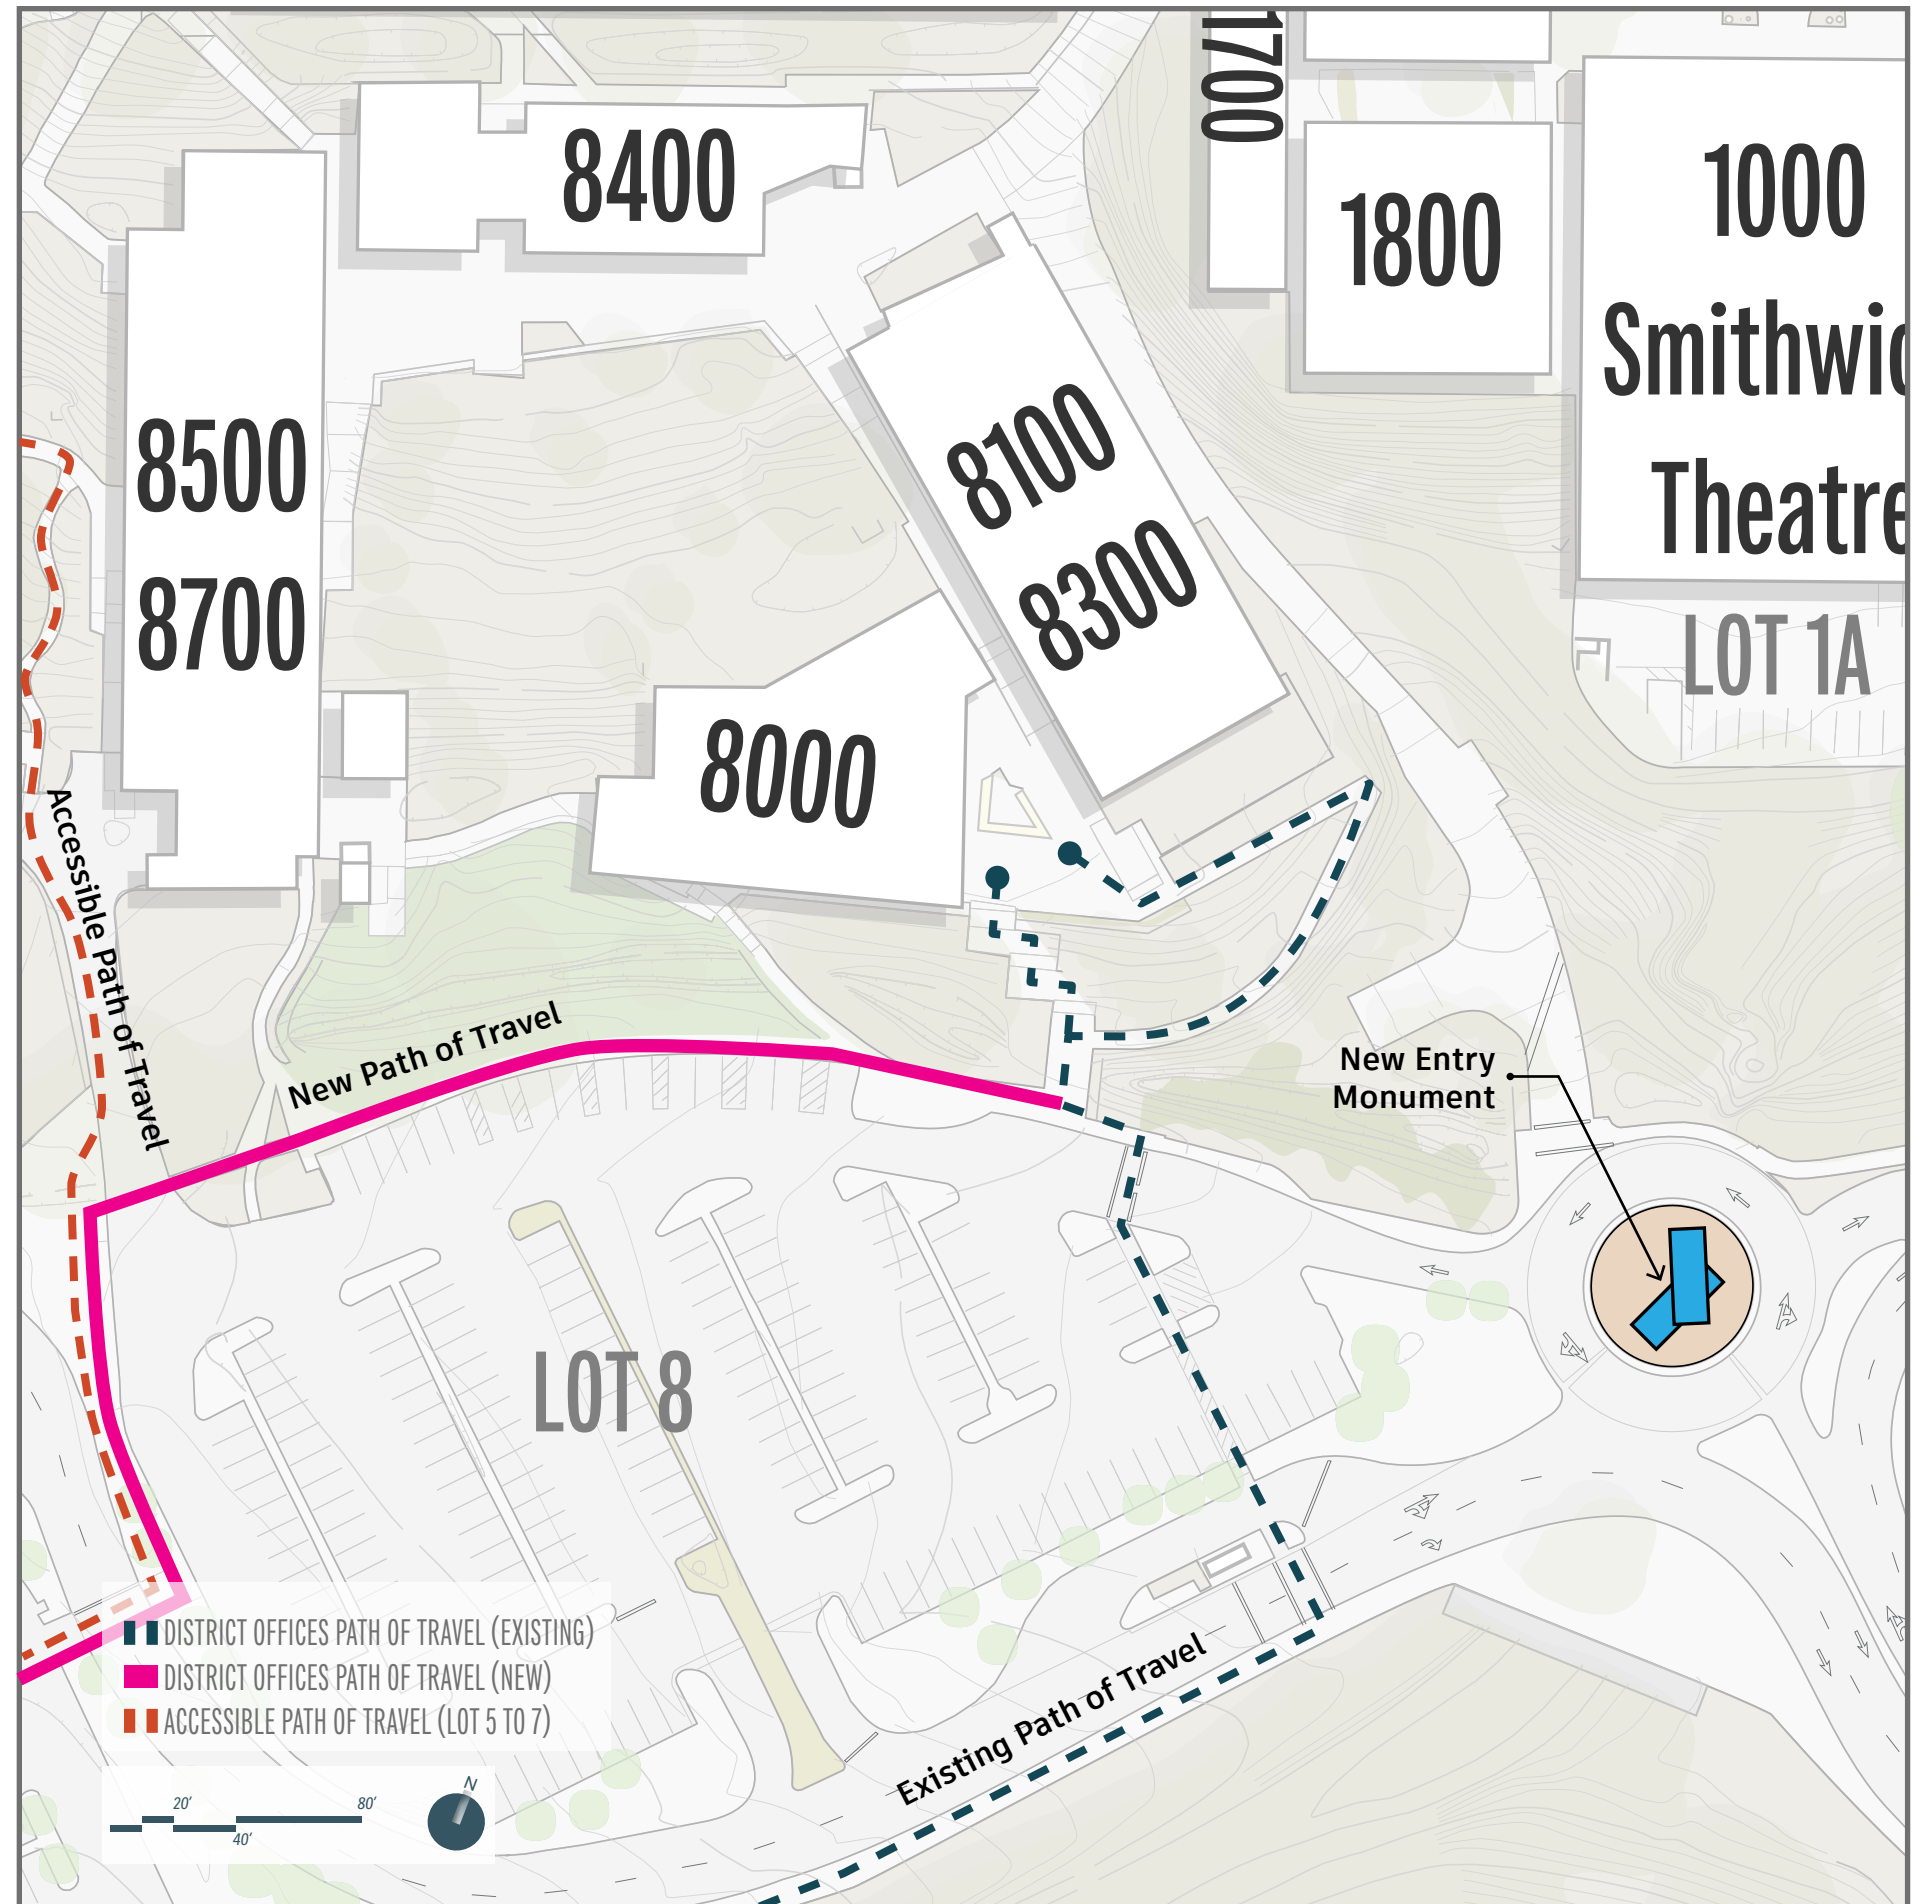 1700
8400
1800
1000
Smithwic
Theatre
8500
8700
8100
8300
LOT 1A
8000
Accessible Path of Travel
New Path of Travel
New Entry
Monument
LOT 8
DISTRICT OFFICES PATH OF TRAVEL (EXISTING)
DISTRICT OFFICES PATH OF TRAVEL (NEW)
ACCESSIBLE PATH OF TRAVEL (LOT 5 TO 7)
Existing Path of Travel
20'
80'
40'
N